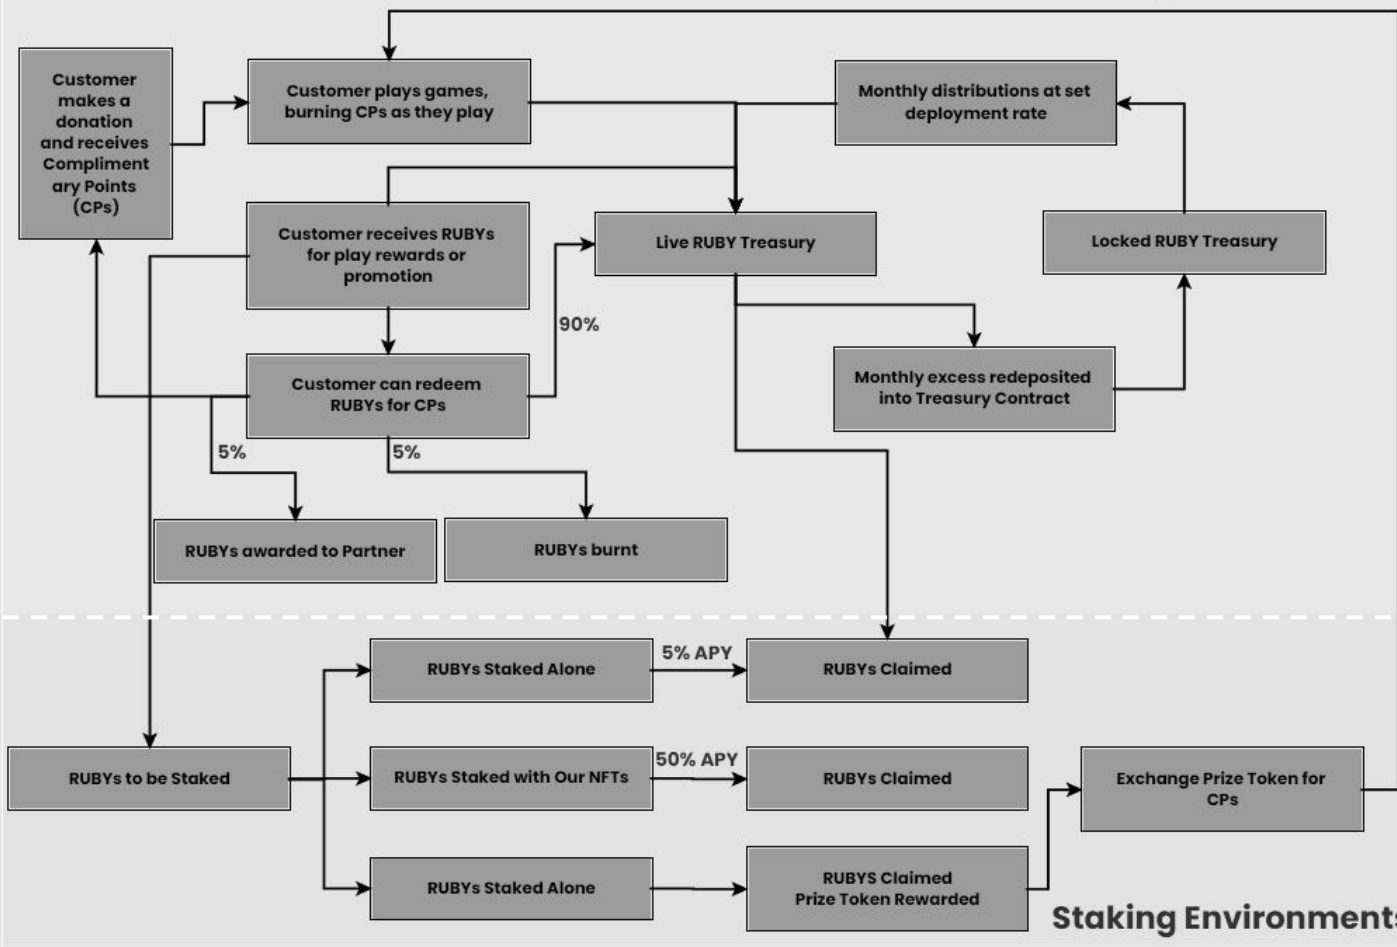 Customer
makes a
donation
and receives
Compliment
ary Points
(CPs)
Customer plays games,
burning CPs as they play
Monthly distributions at set
deployment rate
Customer receives RUBYs
for play rewards or
promotion
Live RUBY Treasury
Locked RUBY Treasury
90%
Customer can redeem
RUBYs for CPs
Monthly excess redeposited
into Treasury Contract
5%
5%
RUBYs awarded to Partner
RUBYs burnt
RUBYs Staked Alone
5% APY
RUBYs Claimed
RUBYs to be Staked
RUBYs Staked with Our NFTs
50% APY
RUBYs Claimed
Exchange Prize Token for
CPs
RUBYs Staked Alone
RUBYS Claimed
Prize Token Rewarded
Staking Environments